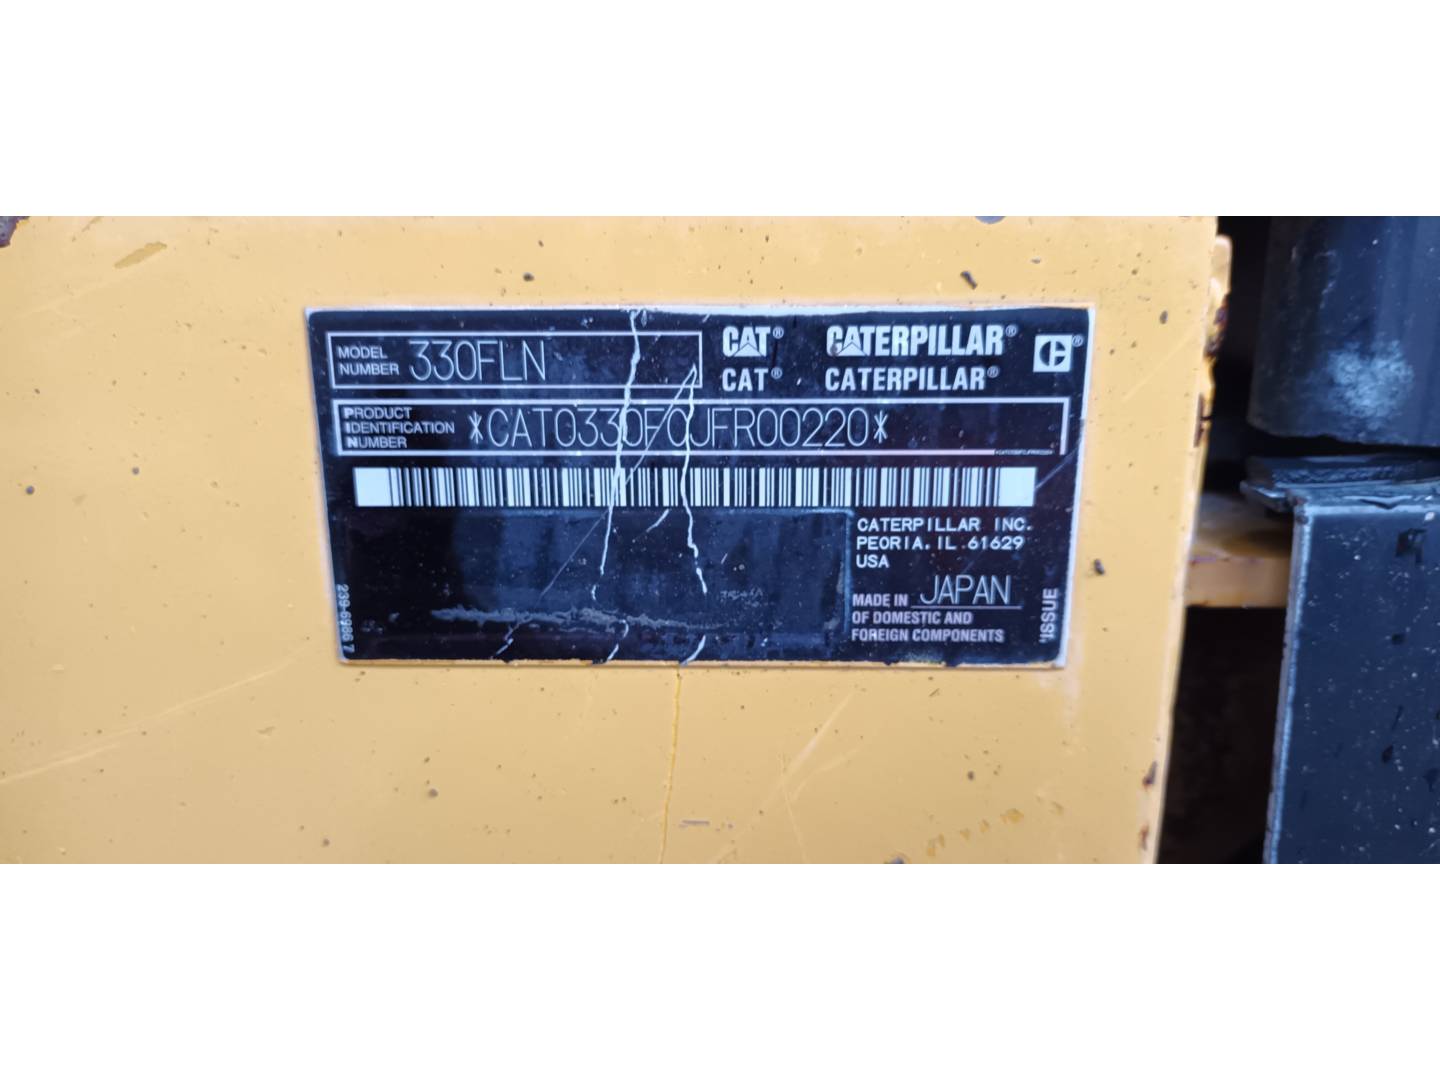 MODEL NUMBER 330FLN
CAT® CATERPILLAR®
CAT® CATERPILLAR®
PRODUCT IDENTIFICATION NUMBER *CAT0330FCJFR00220*
CATERPILLAR INC.
PEORIA, IL 61629
USA
MADE IN JAPAN
OF DOMESTIC AND
FOREIGN COMPONENTS
239-6986 7
ISSUE